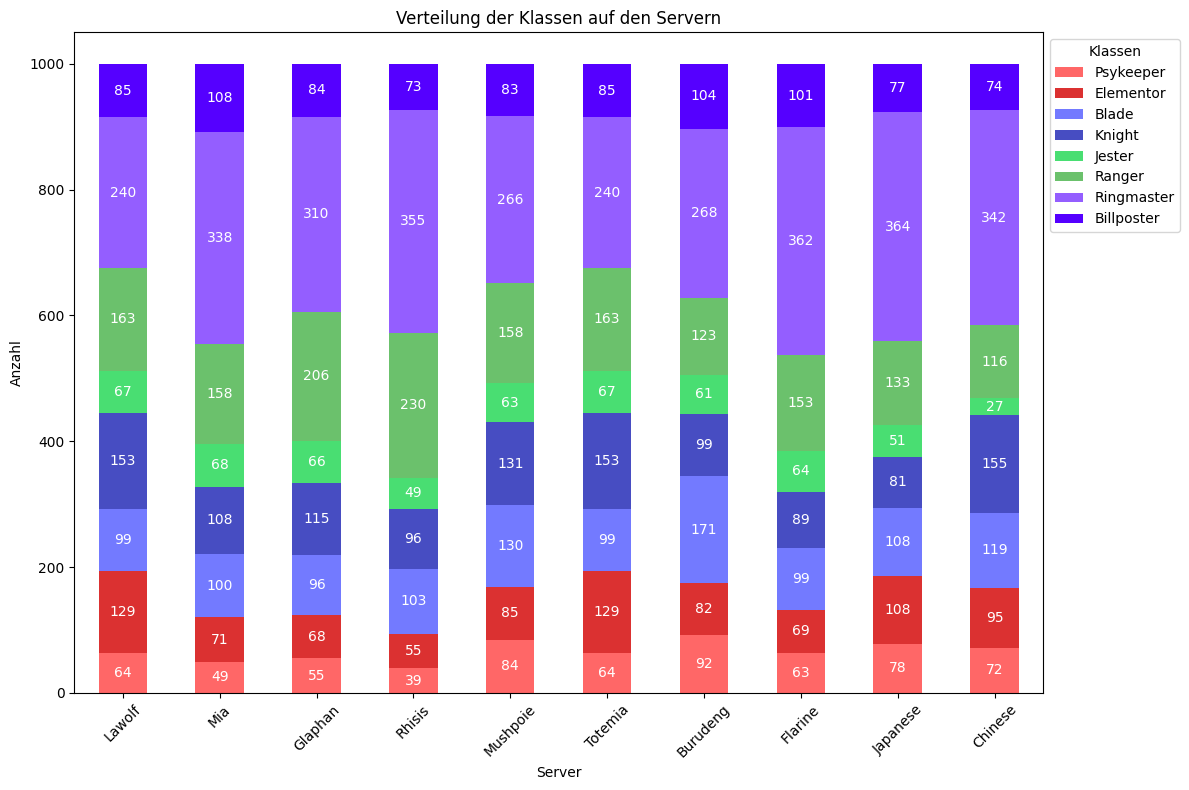 Verteilung der Klassen auf den Servern
Anzahl
1000
800
600
400
200
0
85 108 84 73 83 85 104 101 77 74
240 338 310 355 266 240 268 362 364 342
163 158 206 230 158 163 123 153 133 116
67 68 66 49 63 67 61 64 51 27
153 108 115 96 131 153 99 89 81 155
99 100 96 103 130 99 171 99 108 119
129 71 68 55 85 129 82 69 108 95
64 49 55 39 84 64 92 63 78 72
Lawolf Mia Glaphan Rhisis Mushpoie Totemia Burudeng Flarine Japanese Chinese
Server
Klassen
Psykeeper
Elementor
Blade
Knight
Jester
Ranger
Ringmaster
Billposter